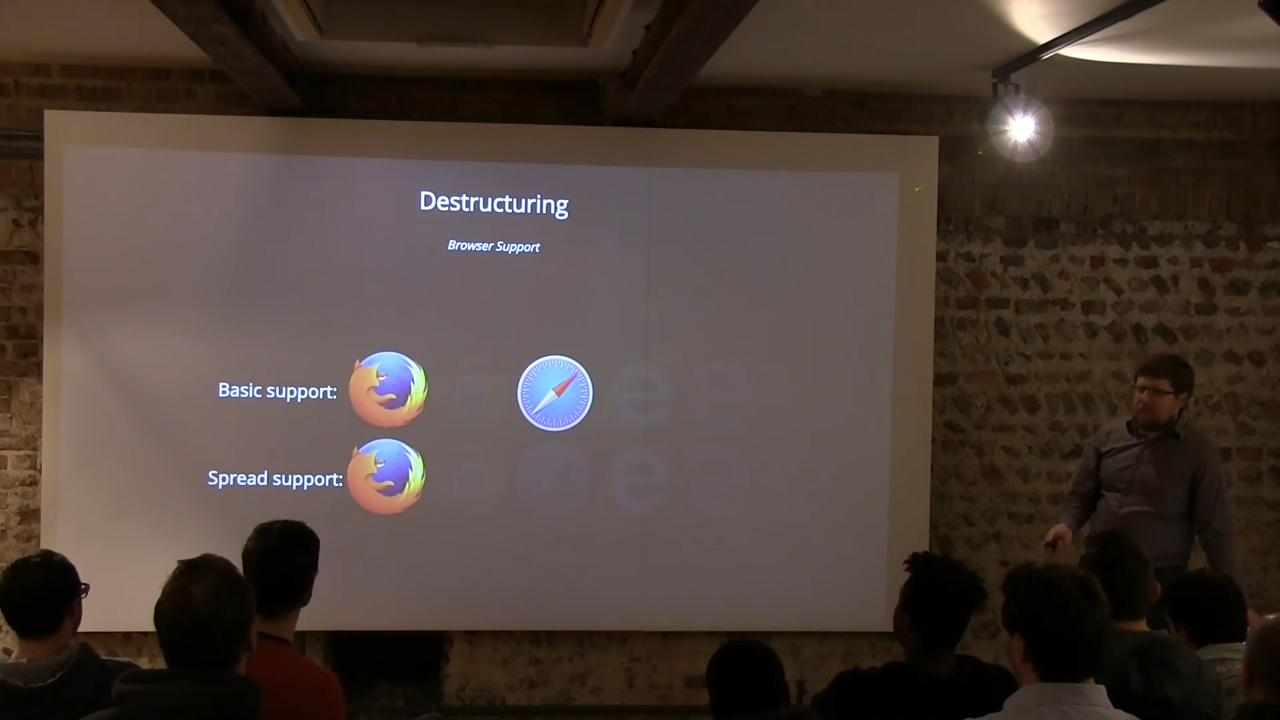 Destructuring
Browser Support
Basic support:
Spread support: